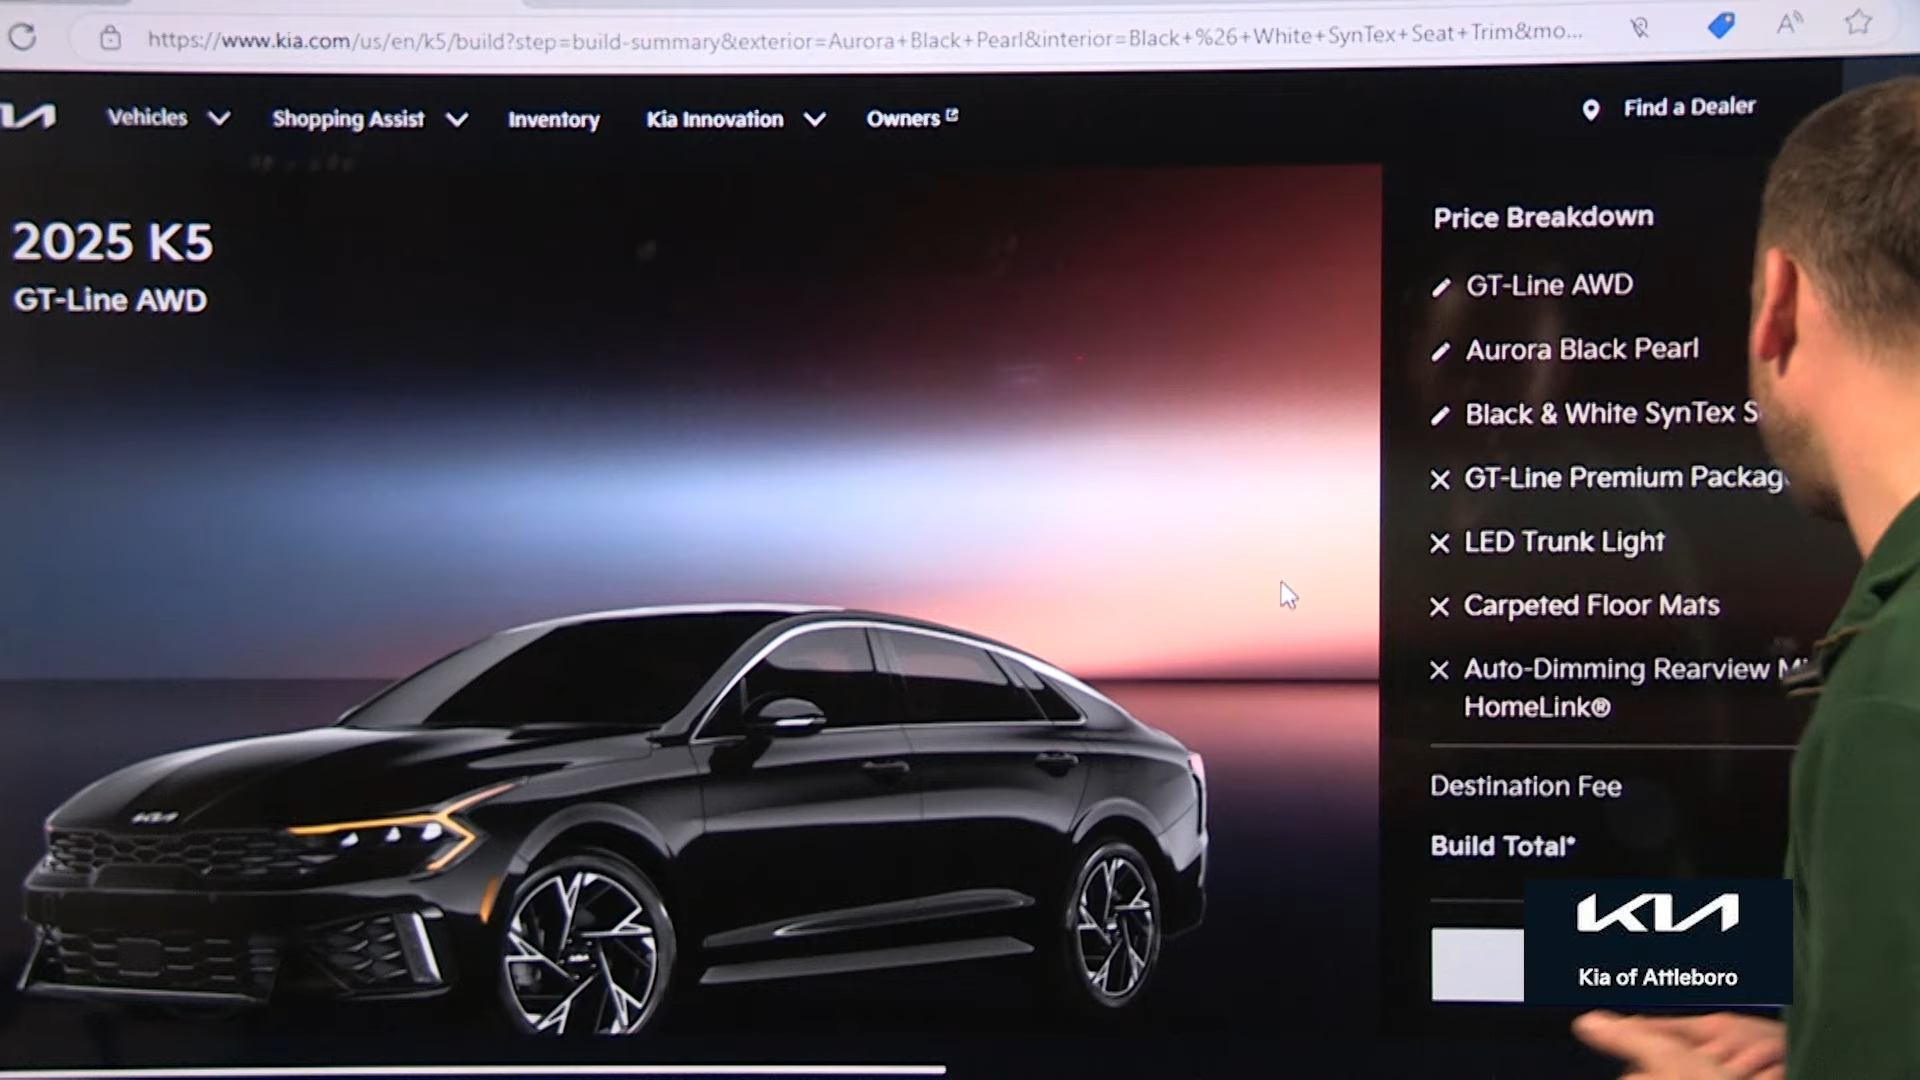 https://www.kia.com/us/en/k5/build?step=build-summary&exterior=Aurora+Black+Pearl&interior=Black+%26+White+SynTex+Seat+Trim&mo...
KIA
Vehicles
Shopping Assist
Inventory
Kia Innovation
Owners
Find a Dealer
2025 K5
GT-Line AWD
Price Breakdown
GT-Line AWD
Aurora Black Pearl
Black & White SynTex S
GT-Line Premium Packag
LED Trunk Light
Carpeted Floor Mats
Auto-Dimming Rearview
HomeLink®
Destination Fee
Build Total*
KIA
KIA
Kia of Attleboro